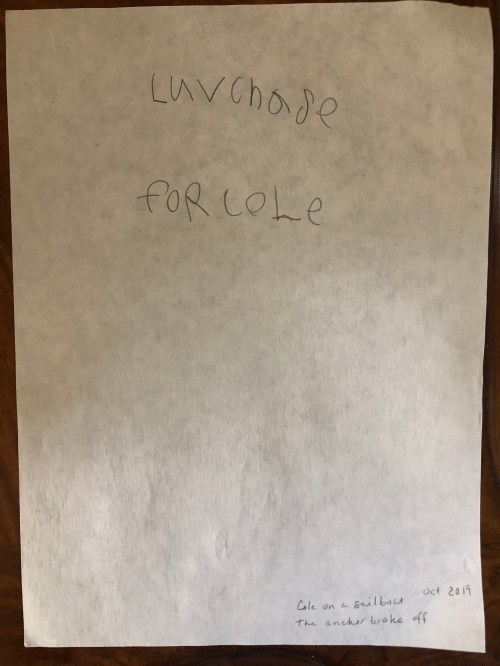 Luvchase
foR COLe
Oct 2019
Cole on a sailboat
The anchor broke off